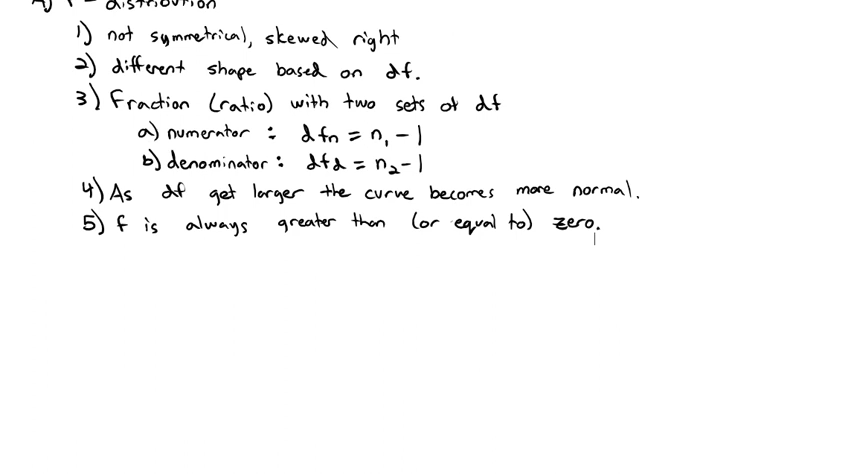 distribution
1) not symmetrical, skewed right
2) different shape based on df.
3) Fraction (ratio) with two sets of df
a) numerator : dfn = n₁ - 1
b) denominator : dfd = n₂ - 1
4) As df get larger the curve becomes more normal.
5) f is always greater than (or equal to) zero.